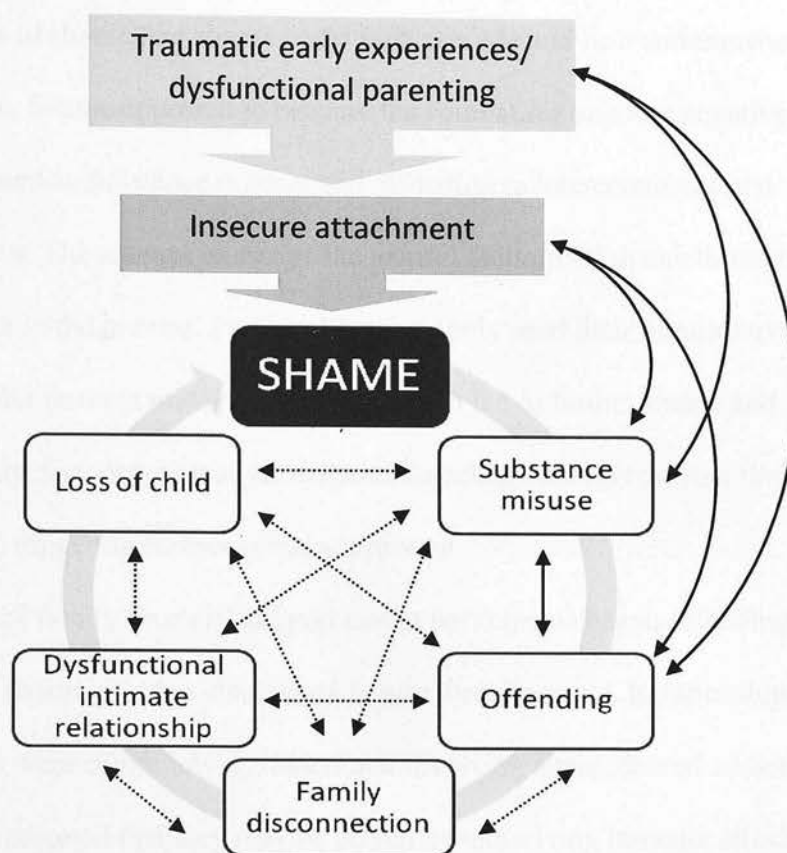 Traumatic early experiences/
dysfunctional parenting
Insecure attachment
SHAME
Loss of child
Substance
misuse
Dysfunctional
intimate
relationship
Offending
Family
disconnection